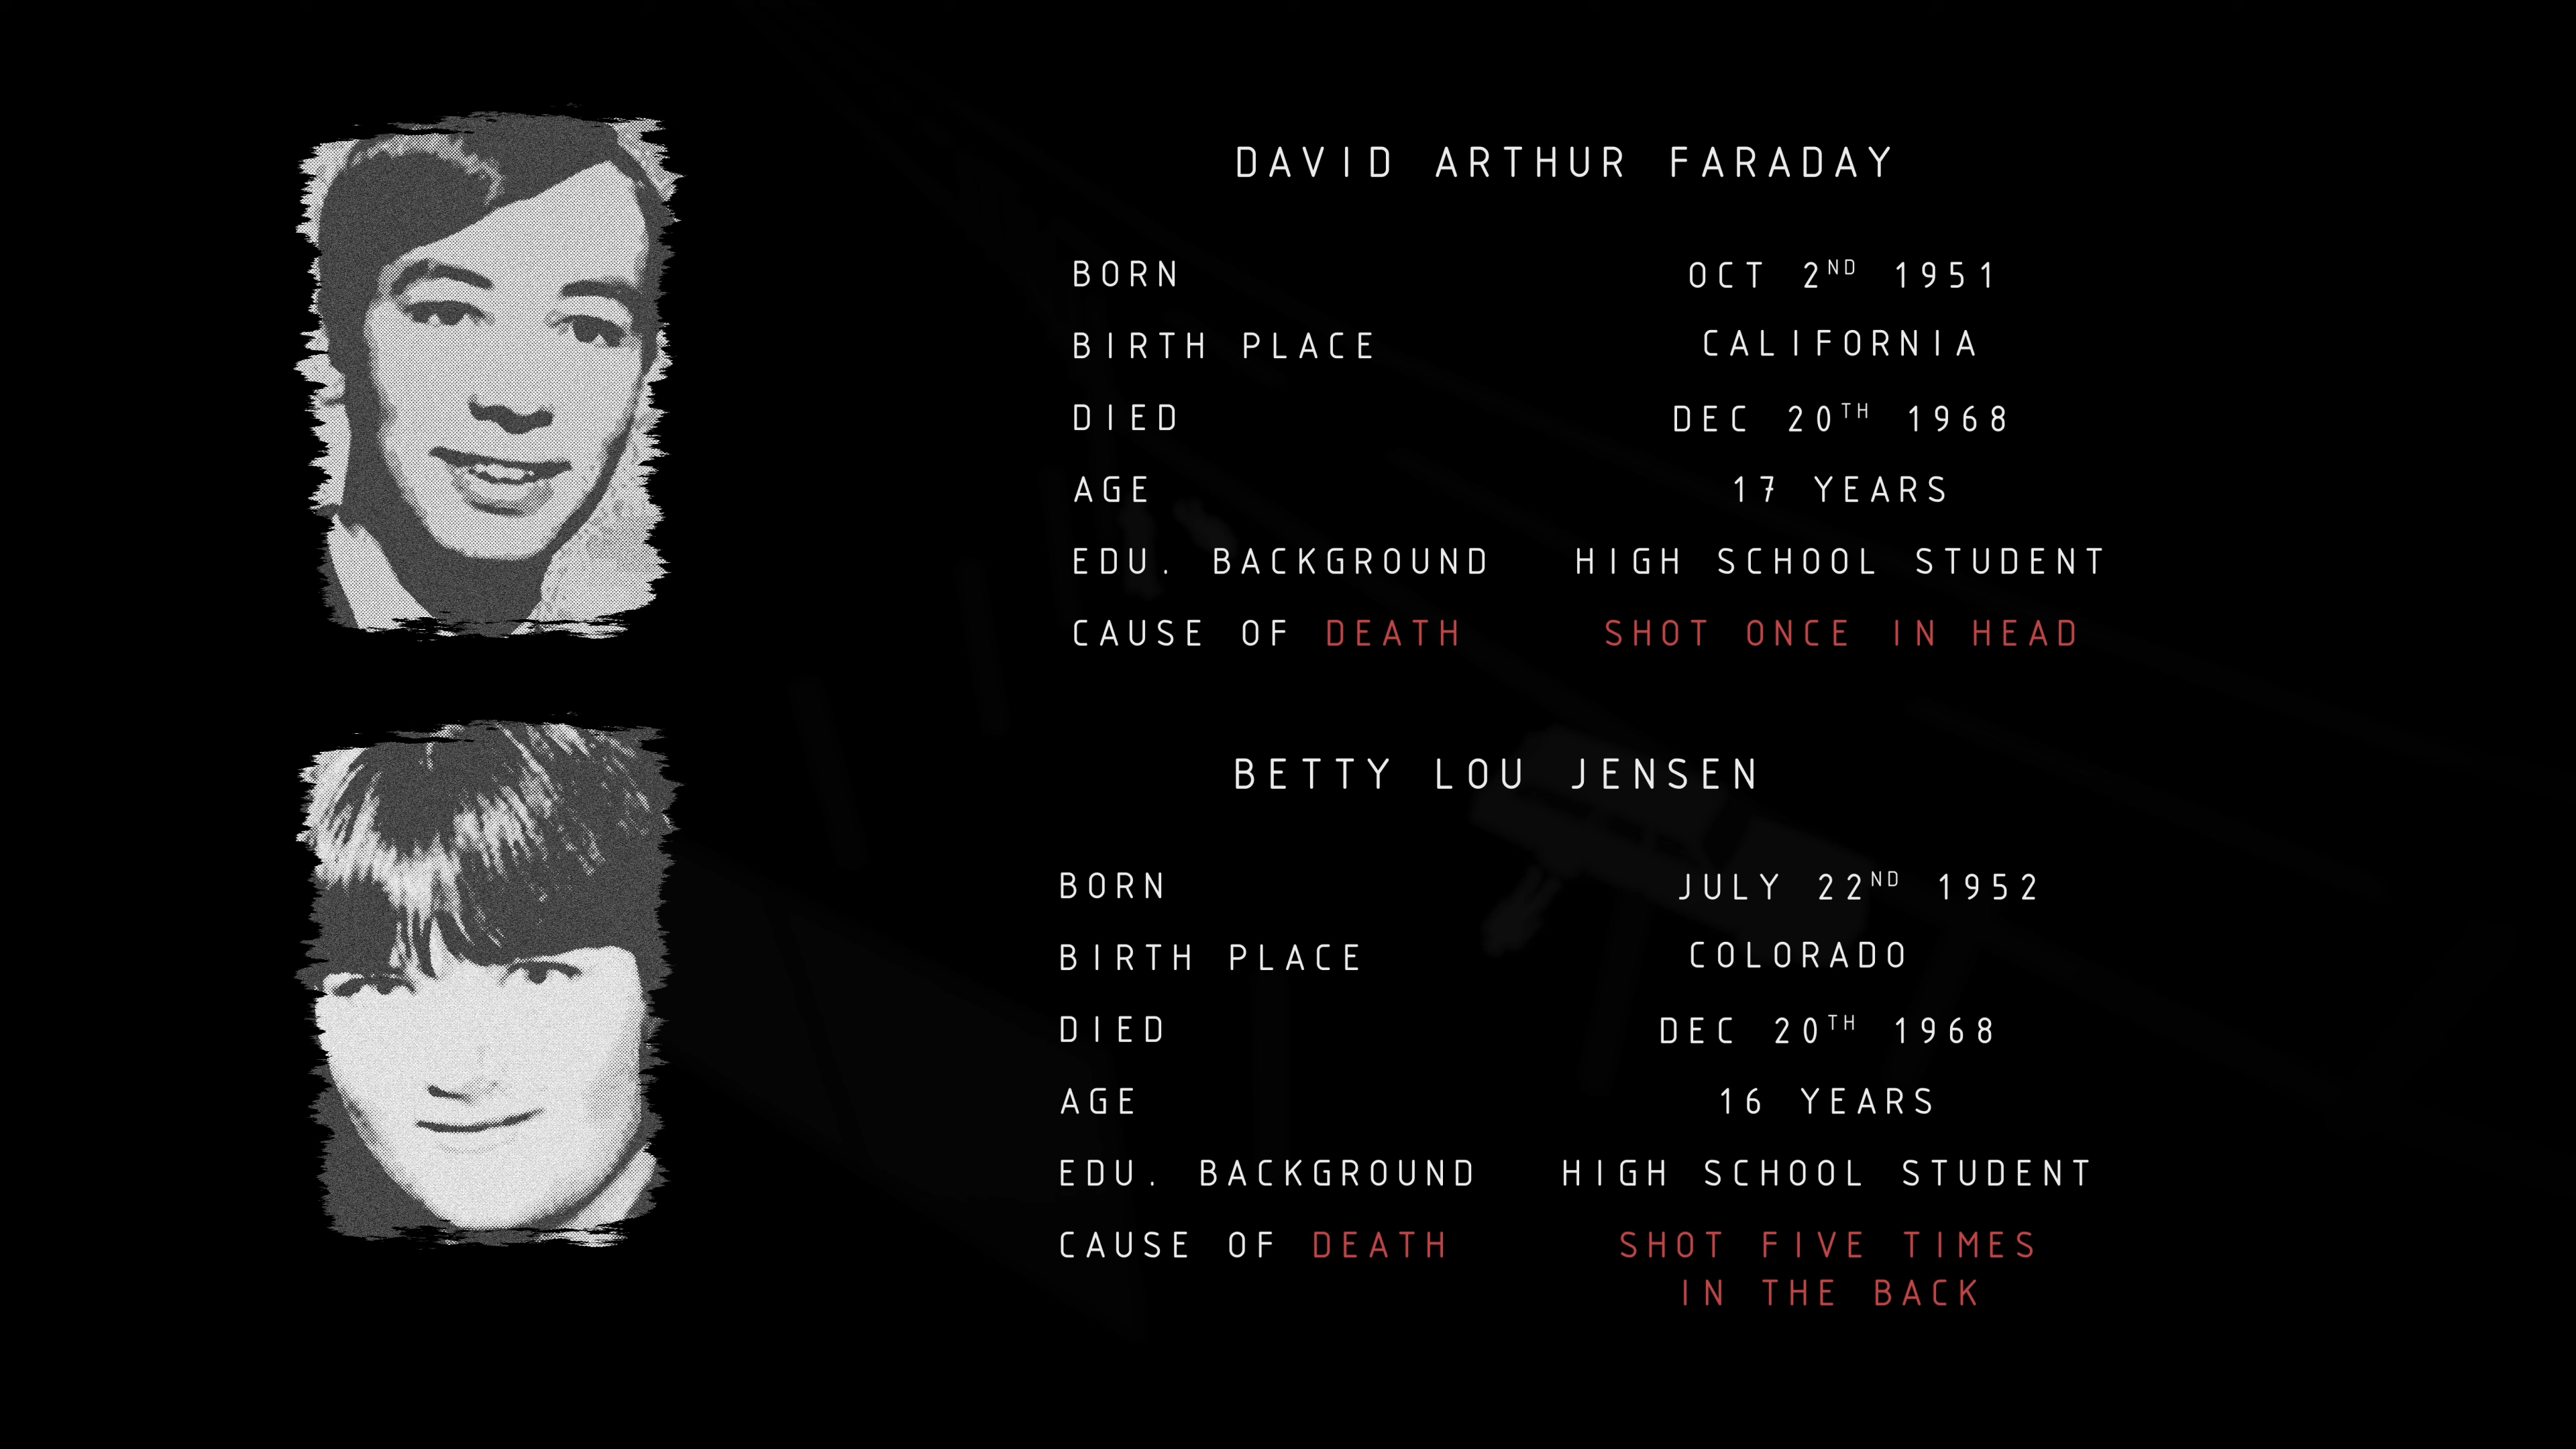 DAVID ARTHUR FARADAY
BORN OCT 2ND 1951
BIRTH PLACE CALIFORNIA
DIED DEC 20TH 1968
AGE 17 YEARS
EDU. BACKGROUND HIGH SCHOOL STUDENT
CAUSE OF DEATH SHOT ONCE IN HEAD
BETTY LOU JENSEN
BORN JULY 22ND 1952
BIRTH PLACE COLORADO
DIED DEC 20TH 1968
AGE 16 YEARS
EDU. BACKGROUND HIGH SCHOOL STUDENT
CAUSE OF DEATH SHOT FIVE TIMES
IN THE BACK